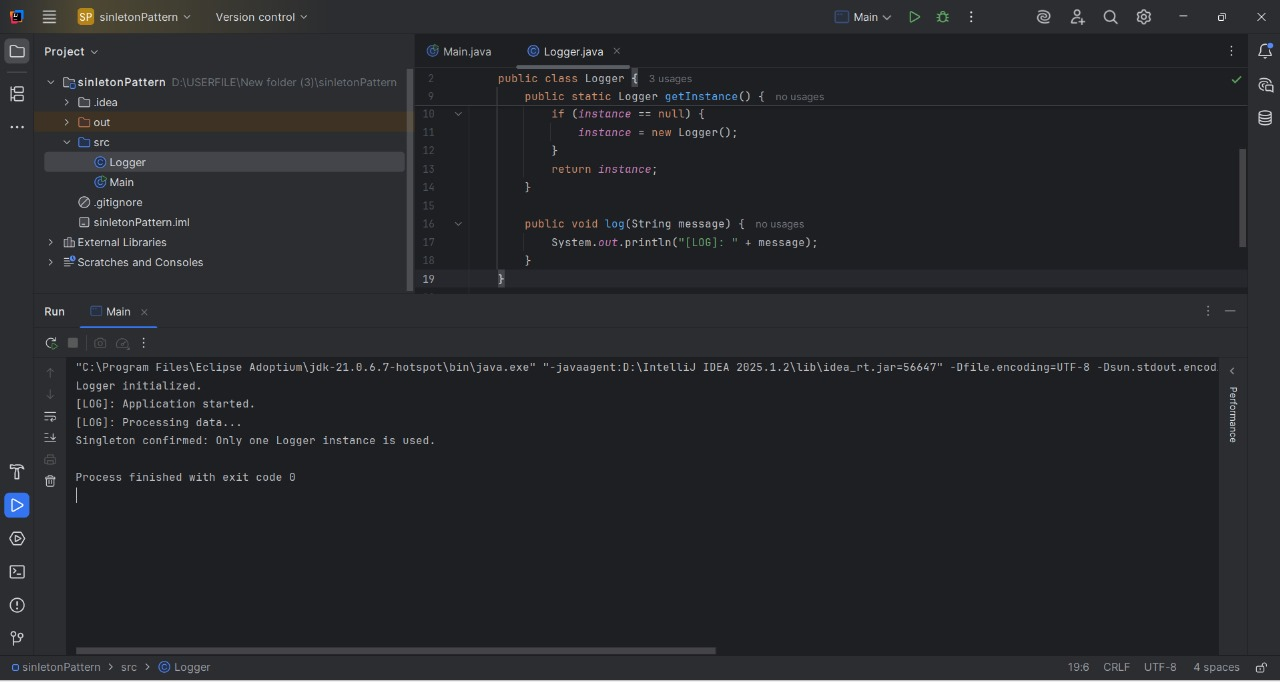 SP sinletonPattern Version control Main
Project
Main.java Logger.java
sinletonPattern D:\USERFILE\New folder (3)\sinletonPattern
.idea
out
src
Logger
Main
.gitignore
sinletonPattern.iml
External Libraries
Scratches and Consoles
2 public class Logger { 3 usages
9 public static Logger getInstance() { no usages
10 if (instance == null) {
11 instance = new Logger();
12 }
13 return instance;
14 }
15
16 public void log(String message) { no usages
17 System.out.println("[LOG]: " + message);
18 }
19 }
Run Main
"C:\Program Files\Eclipse Adoptium\jdk-21.0.6.7-hotspot\bin\java.exe" "-javaagent:D:\IntelliJ IDEA 2025.1.2\lib\idea_rt.jar=56647" -Dfile.encoding=UTF-8 -Dsun.stdout.encod
Logger initialized.
[LOG]: Application started.
[LOG]: Processing data...
Singleton confirmed: Only one Logger instance is used.
Process finished with exit code 0
Performance
sinletonPattern > src > Logger
19:6 CRLF UTF-8 4 spaces